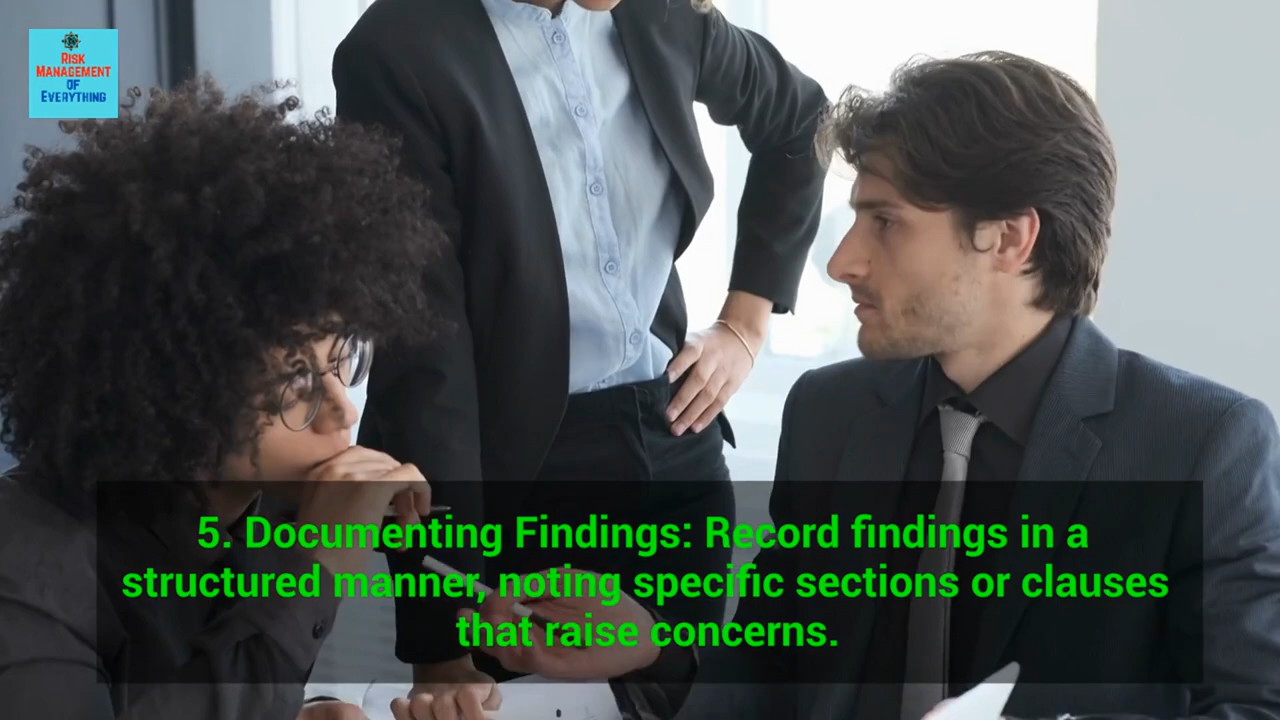 Risk
Management
of
Everything
5. Documenting Findings: Record findings in a
structured manner, noting specific sections or clauses
that raise concerns.